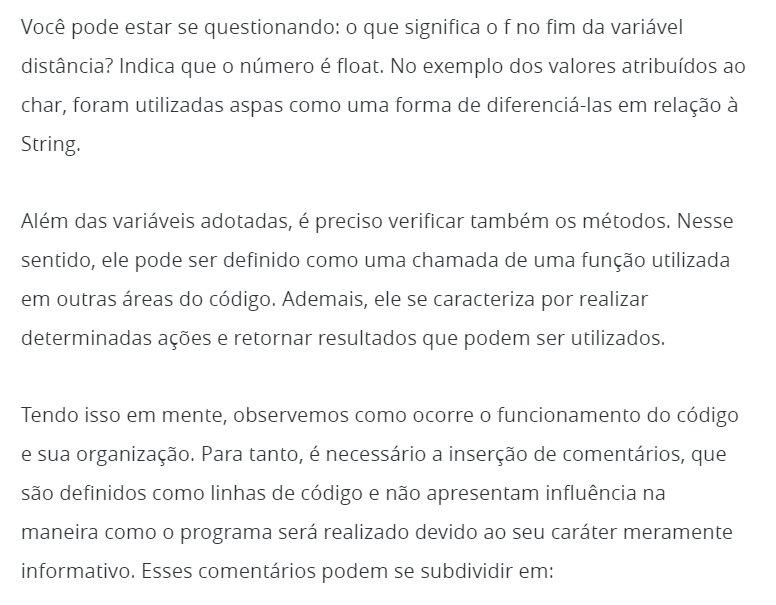 Você pode estar se questionando: o que significa o f no fim da variável
distância? Indica que o número é float. No exemplo dos valores atribuídos ao
char, foram utilizadas aspas como uma forma de diferenciá-las em relação à
String.
Além das variáveis adotadas, é preciso verificar também os métodos. Nesse
sentido, ele pode ser definido como uma chamada de uma função utilizada
em outras áreas do código. Ademais, ele se caracteriza por realizar
determinadas ações e retornar resultados que podem ser utilizados.
Tendo isso em mente, observemos como ocorre o funcionamento do código
e sua organização. Para tanto, é necessário a inserção de comentários, que
são definidos como linhas de código e não apresentam influência na
maneira como o programa será realizado devido ao seu caráter meramente
informativo. Esses comentários podem se subdividir em: